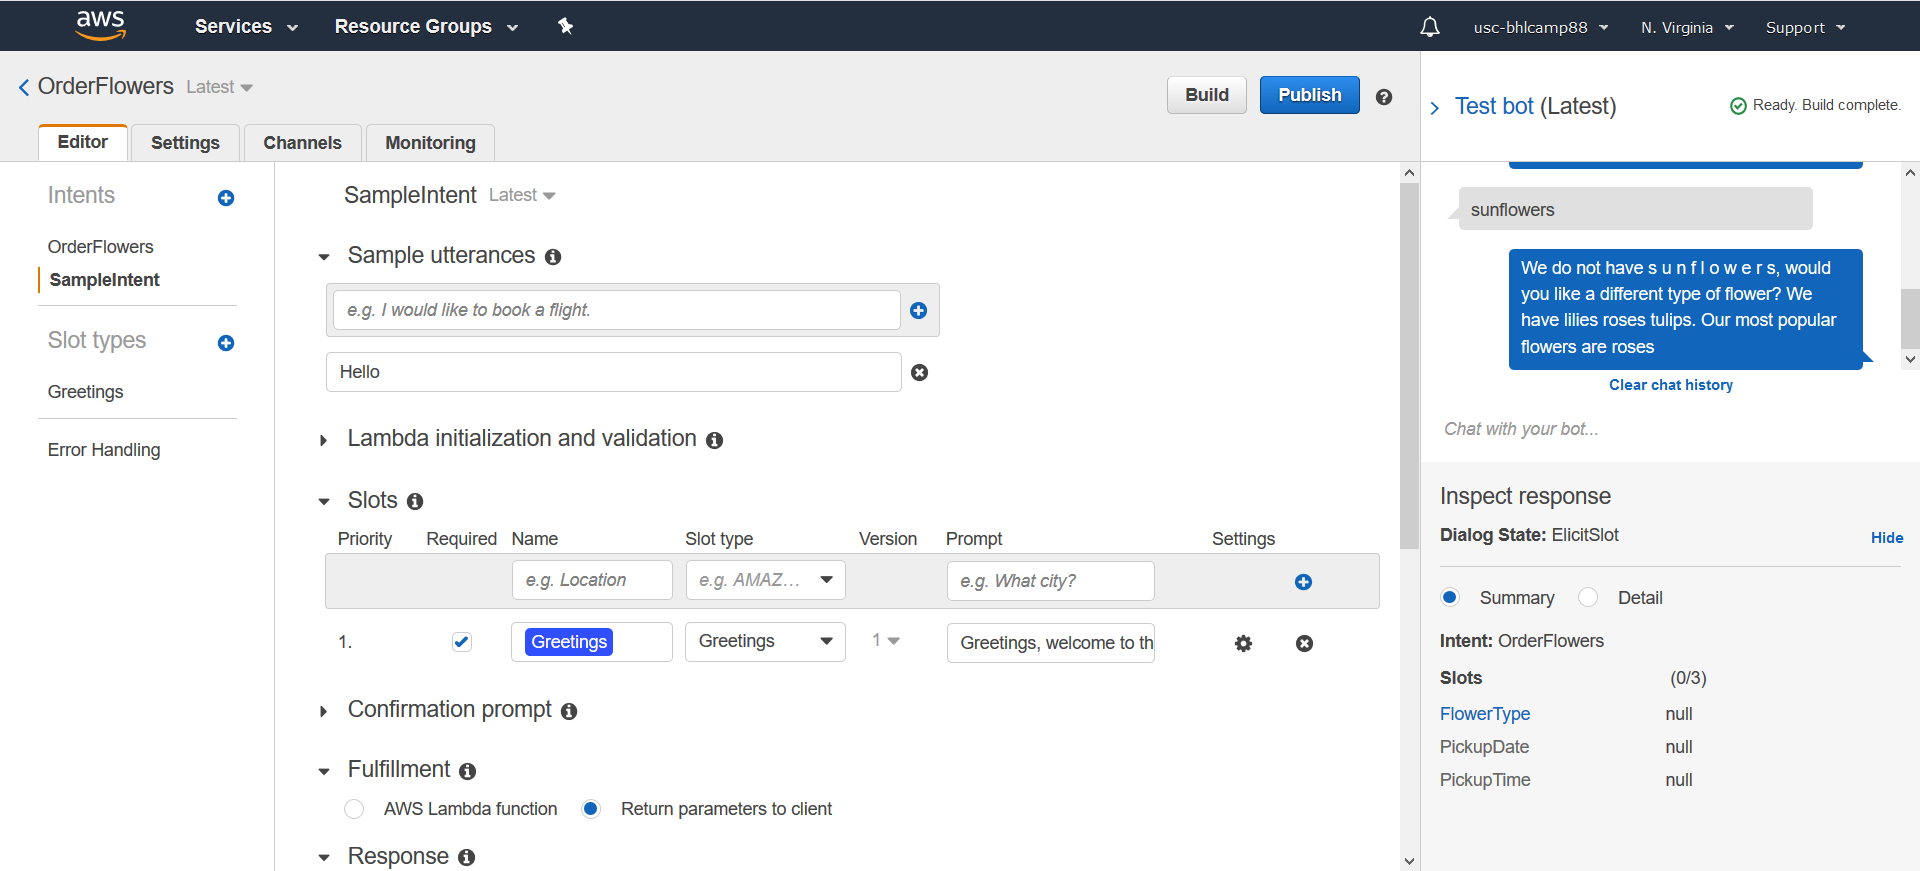 aws
Services
Resource Groups
usc-bhlcamp88
N. Virginia
Support
OrderFlowers Latest
Build
Publish
Editor
Settings
Channels
Monitoring
Intents
OrderFlowers
SampleIntent
Slot types
Greetings
Error Handling
SampleIntent Latest
Sample utterances
e.g. I would like to book a flight.
Hello
Lambda initialization and validation
Slots
Priority Required Name Slot type Version Prompt Settings
e.g. Location e.g. AMAZ... e.g. What city?
1. Greetings Greetings 1 Greetings, welcome to th
Confirmation prompt
Fulfillment
AWS Lambda function Return parameters to client
Response
Test bot (Latest)
Ready. Build complete.
sunflowers
We do not have s u n f l o w e r s, would
you like a different type of flower? We
have lilies roses tulips. Our most popular
flowers are roses
Clear chat history
Chat with your bot...
Inspect response
Dialog State: ElicitSlot
Hide
Summary Detail
Intent: OrderFlowers
Slots (0/3)
FlowerType null
PickupDate null
PickupTime null